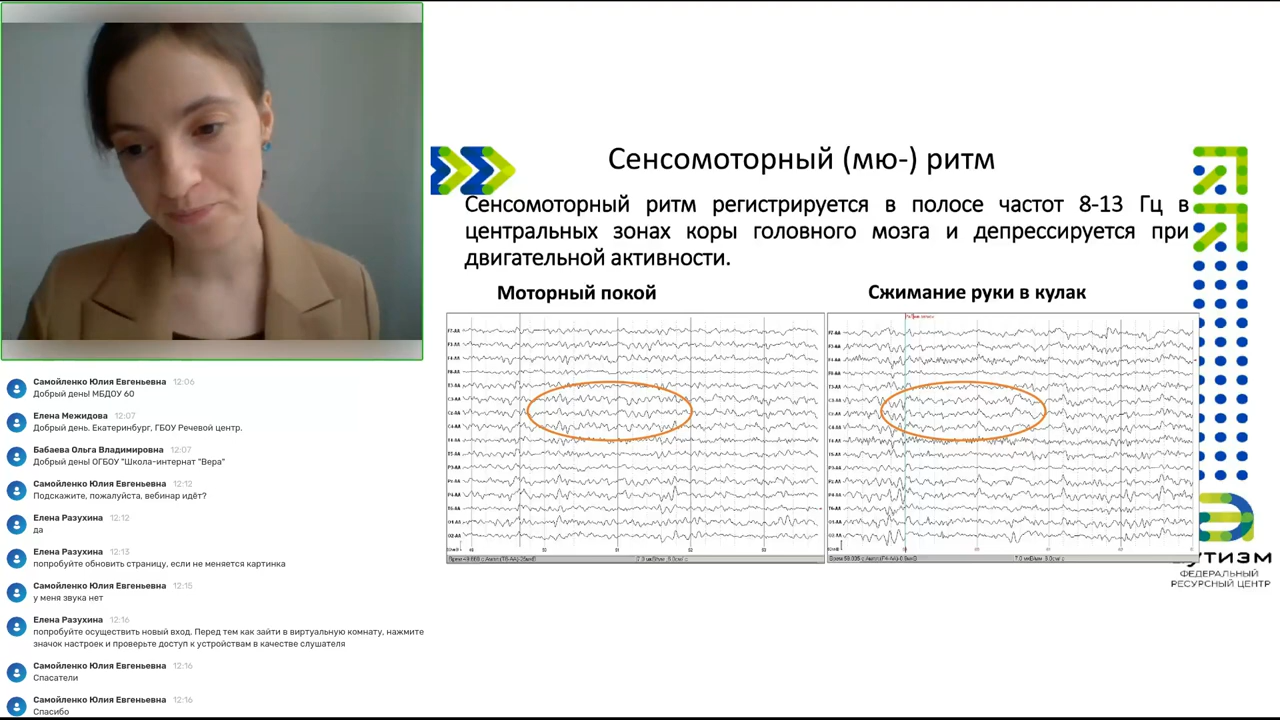 Сенсомоторный (мю-) ритм
Сенсомоторный ритм регистрируется в полосе частот 8-13 Гц в
центральных зонах коры головного мозга и депрессируется при
двигательной активности.
Моторный покой
Сжимание руки в кулак
УТИЗМ
ФЕДЕРАЛЬНЫЙ
РЕСУРСНЫЙ ЦЕНТР
Самойленко Юлия Евгеньевна 12:06
Добрый день! МБДОУ 60
Елена Межидова 12:07
Добрый день. Екатеринбург, ГБОУ Речевой центр.
Бабаева Ольга Владимировна 12:07
Добрый день! ОГБОУ "Школа-интернат "Вера"
Самойленко Юлия Евгеньевна 12:12
Подскажите, пожалуйста, вебинар идёт?
Елена Разухина 12:12
да
Елена Разухина 12:13
попробуйте обновить страницу, если не меняется картинка
Самойленко Юлия Евгеньевна 12:15
у меня звука нет
Елена Разухина 12:16
попробуйте осуществить новый вход. Перед тем как зайти в виртуальную комнату, нажмите
значок настроек и проверьте доступ к устройствам в качестве слушателя
Самойленко Юлия Евгеньевна 12:16
Спасатели
Самойленко Юлия Евгеньевна 12:16
Спасибо